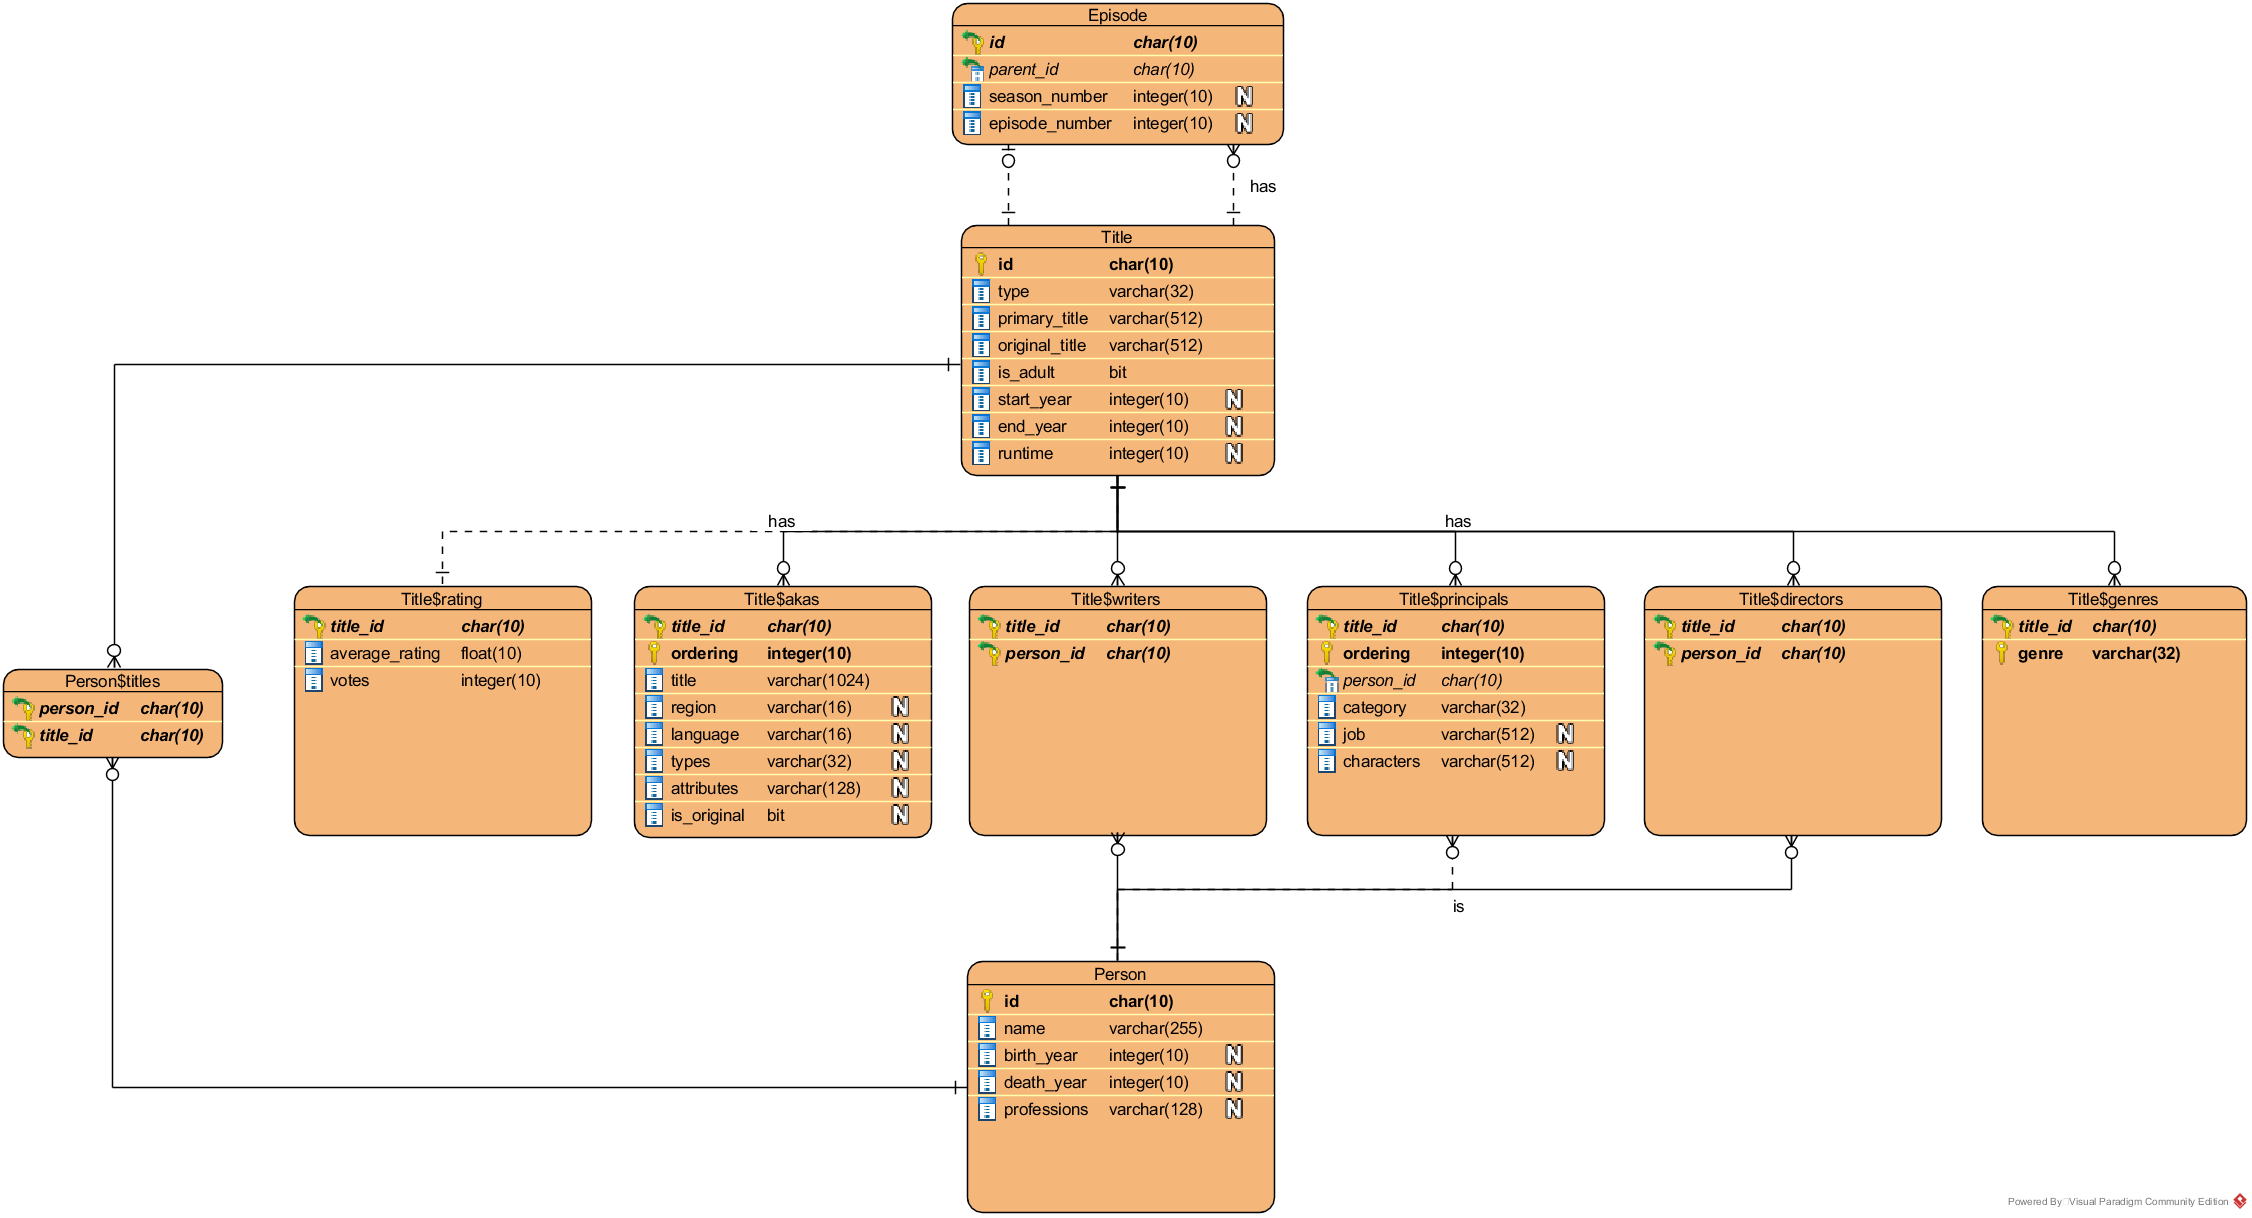 Episode
id char(10)
parent_id char(10)
season_number integer(10) N
episode_number integer(10) N
has
Title
id char(10)
type varchar(32)
primary_title varchar(512)
original_title varchar(512)
is_adult bit
start_year integer(10) N
end_year integer(10) N
runtime integer(10) N
has
has
Title$rating
title_id char(10)
average_rating float(10)
votes integer(10)
Title$akas
title_id char(10)
ordering integer(10)
title varchar(1024)
region varchar(16) N
language varchar(16) N
types varchar(32) N
attributes varchar(128) N
is_original bit N
Title$writers
title_id char(10)
person_id char(10)
Title$principals
title_id char(10)
ordering integer(10)
person_id char(10)
category varchar(32)
job varchar(512) N
characters varchar(512) N
Title$directors
title_id char(10)
person_id char(10)
Title$genres
title_id char(10)
genre varchar(32)
Person$titles
person_id char(10)
title_id char(10)
is
Person
id char(10)
name varchar(255)
birth_year integer(10) N
death_year integer(10) N
professions varchar(128) N
Powered By Visual Paradigm Community Edition